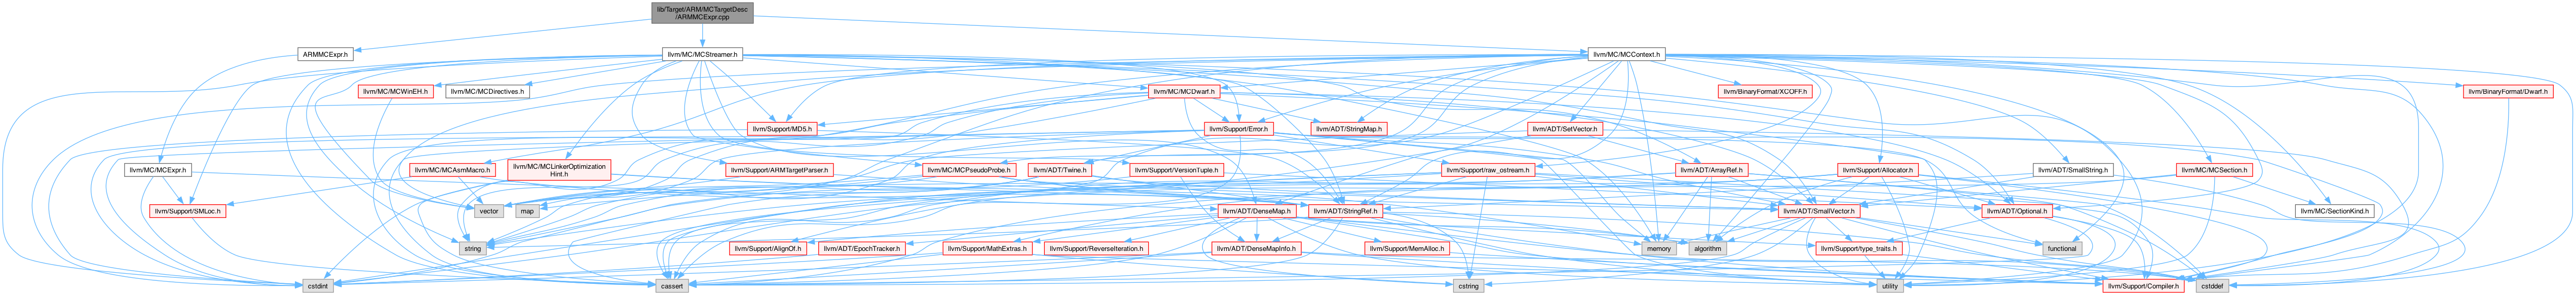 lib/Target/ARM/MCTargetDesc
/ARMMCExpr.cpp
ARMMCExpr.h
llvm/MC/MCStreamer.h
llvm/MC/MCContext.h
llvm/MC/MCWinEH.h
llvm/MC/MCDirectives.h
llvm/MC/MCDwarf.h
llvm/BinaryFormat/XCOFF.h
llvm/BinaryFormat/Dwarf.h
llvm/Support/MD5.h
llvm/Support/Error.h
llvm/ADT/StringMap.h
llvm/ADT/SetVector.h
llvm/MC/MCExpr.h
llvm/MC/MCAsmMacro.h
llvm/MC/MCLinkerOptimization
Hint.h
llvm/Support/ARMTargetParser.h
llvm/MC/MCPseudoProbe.h
llvm/ADT/Twine.h
llvm/Support/VersionTuple.h
llvm/Support/raw_ostream.h
llvm/ADT/ArrayRef.h
llvm/Support/Allocator.h
llvm/ADT/SmallString.h
llvm/MC/MCSection.h
llvm/Support/SMLoc.h
vector
map
llvm/ADT/DenseMap.h
llvm/ADT/StringRef.h
llvm/ADT/SmallVector.h
llvm/ADT/Optional.h
llvm/MC/SectionKind.h
string
llvm/Support/AlignOf.h
llvm/ADT/EpochTracker.h
llvm/Support/MathExtras.h
llvm/Support/ReverseIteration.h
llvm/ADT/DenseMapInfo.h
llvm/Support/MemAlloc.h
memory
algorithm
llvm/Support/type_traits.h
functional
cstdint
cassert
cstring
utility
llvm/Support/Compiler.h
cstddef